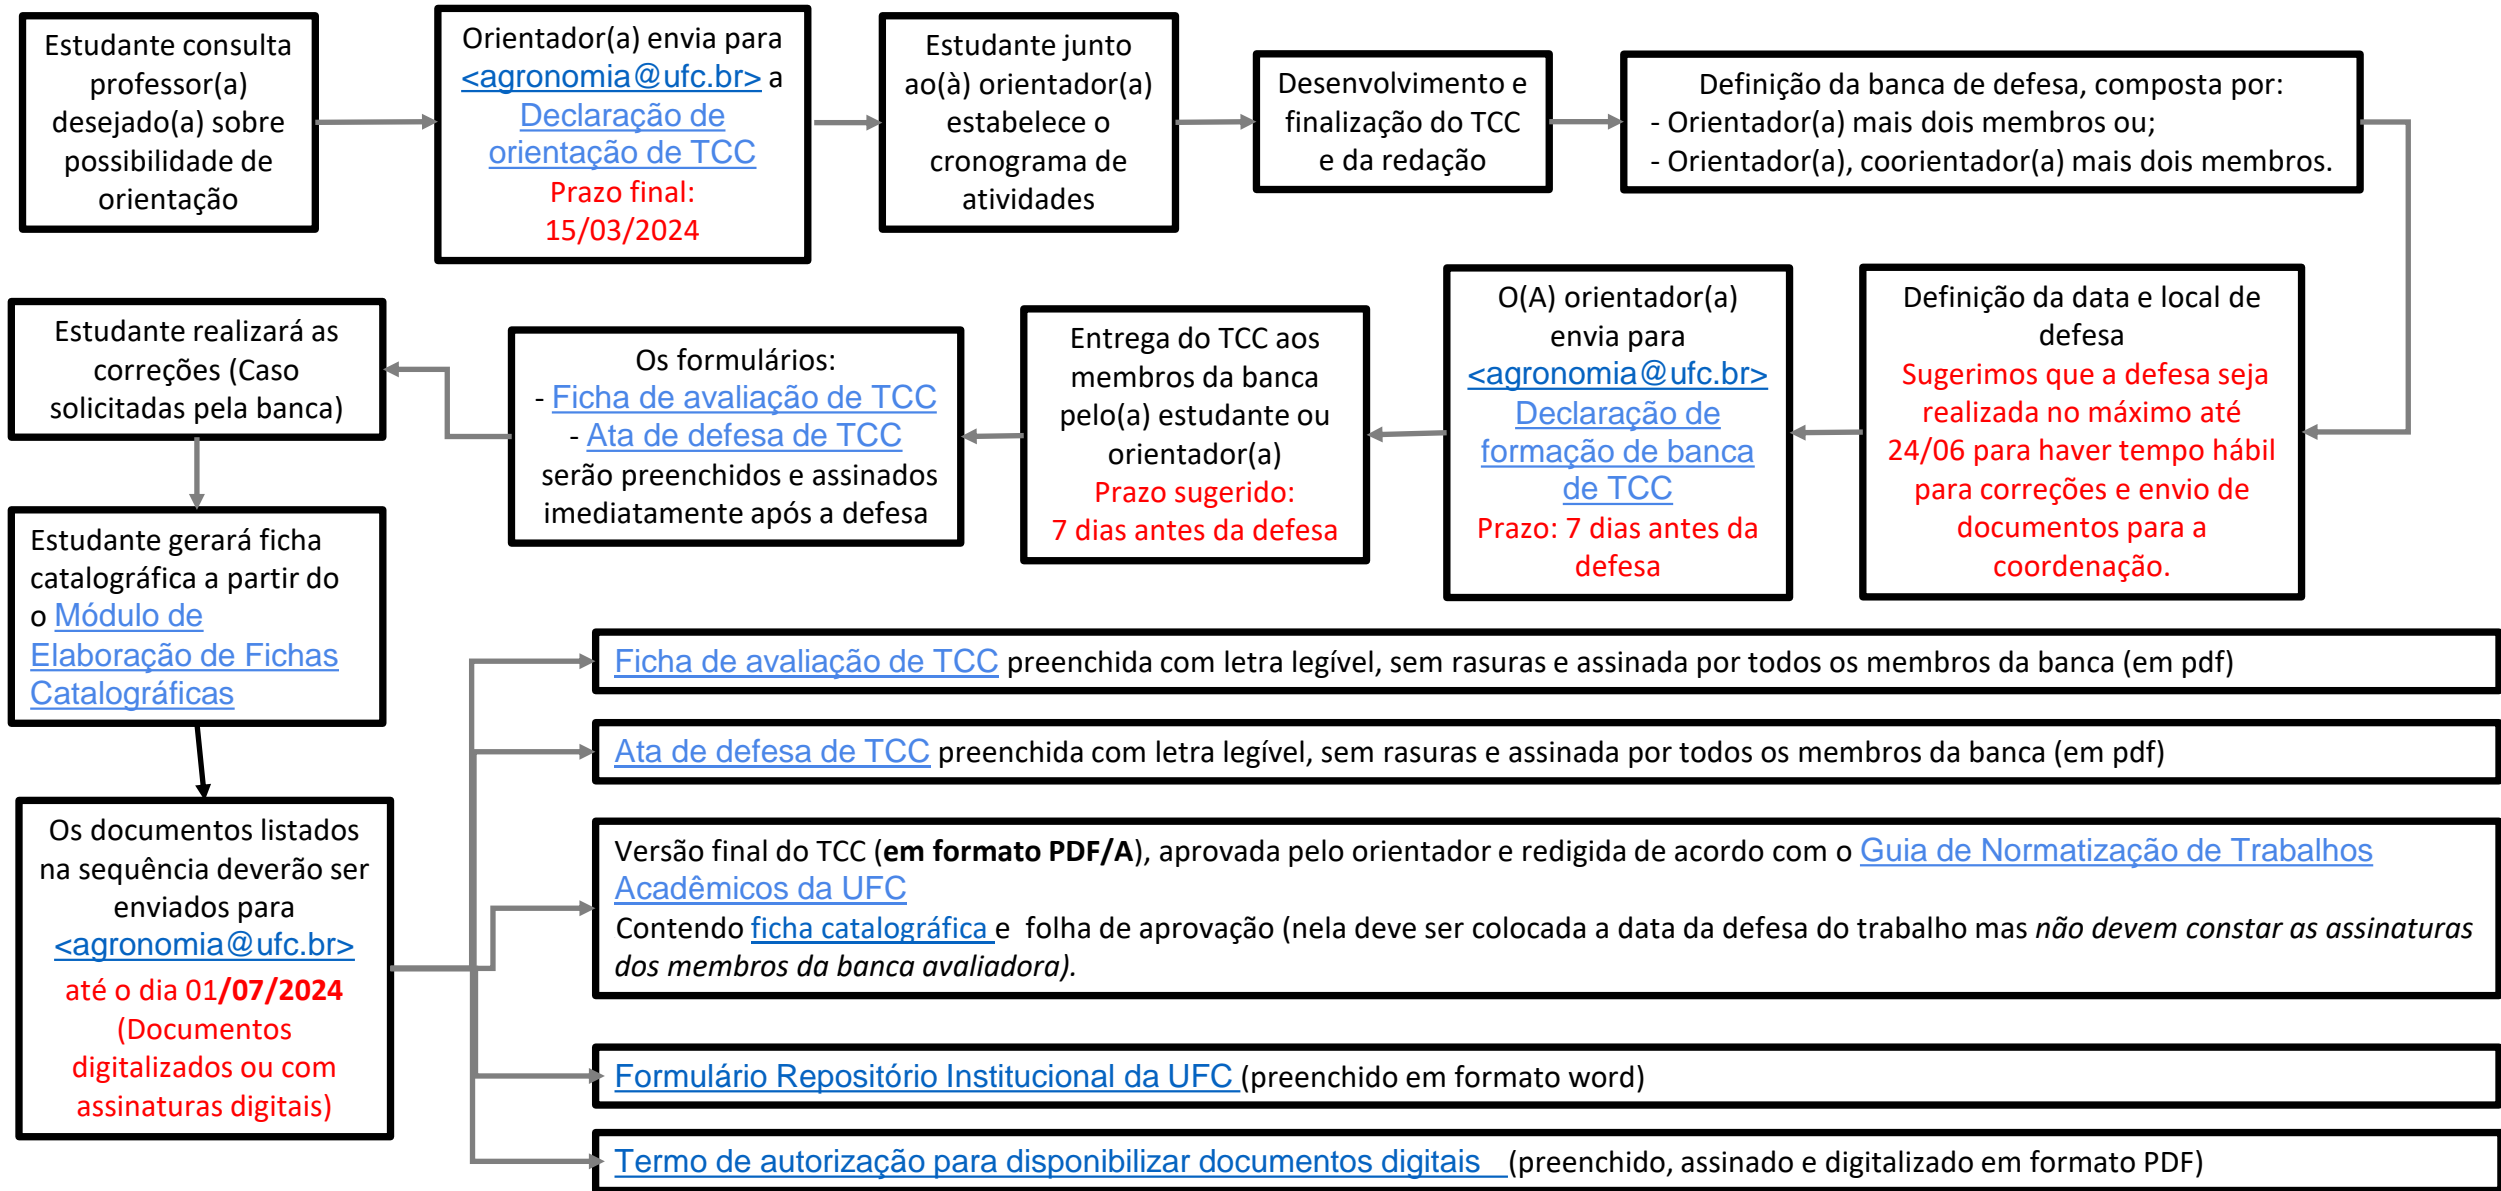 Estudante consulta
professor(a)
desejado(a) sobre
possibilidade de
orientação
Orientador(a) envia para
<agronomia@ufc.br> a
Declaração de
orientação de TCC
Prazo final:
15/03/2024
Estudante junto
ao(à) orientador(a)
estabelece o
cronograma de
atividades
Desenvolvimento e
finalização do TCC
e da redação
Definição da banca de defesa, composta por:
- Orientador(a) mais dois membros ou;
- Orientador(a), coorientador(a) mais dois membros.
Definição da data e local de
defesa
Sugerimos que a defesa seja
realizada no máximo até
24/06 para haver tempo hábil
para correções e envio de
documentos para a
coordenação.
O(A) orientador(a)
envia para
<agronomia@ufc.br>
Declaração de
formação de banca
de TCC
Prazo: 7 dias antes da
defesa
Entrega do TCC aos
membros da banca
pelo(a) estudante ou
orientador(a)
Prazo sugerido:
7 dias antes da defesa
Os formulários:
- Ficha de avaliação de TCC
- Ata de defesa de TCC
serão preenchidos e assinados
imediatamente após a defesa
Estudante realizará as
correções (Caso
solicitadas pela banca)
Estudante gerará ficha
catalográfica a partir do
o Módulo de
Elaboração de Fichas
Catalográficas
Os documentos listados
na sequência deverão ser
enviados para
<agronomia@ufc.br>
até o dia 01/07/2024
(Documentos
digitalizados ou com
assinaturas digitais)
Ficha de avaliação de TCC preenchida com letra legível, sem rasuras e assinada por todos os membros da banca (em pdf)
Ata de defesa de TCC preenchida com letra legível, sem rasuras e assinada por todos os membros da banca (em pdf)
Versão final do TCC (em formato PDF/A), aprovada pelo orientador e redigida de acordo com o Guia de Normatização de Trabalhos
Acadêmicos da UFC
Contendo ficha catalográfica e folha de aprovação (nela deve ser colocada a data da defesa do trabalho mas não devem constar as assinaturas
dos membros da banca avaliadora).
Formulário Repositório Institucional da UFC (preenchido em formato word)
Termo de autorização para disponibilizar documentos digitais (preenchido, assinado e digitalizado em formato PDF)